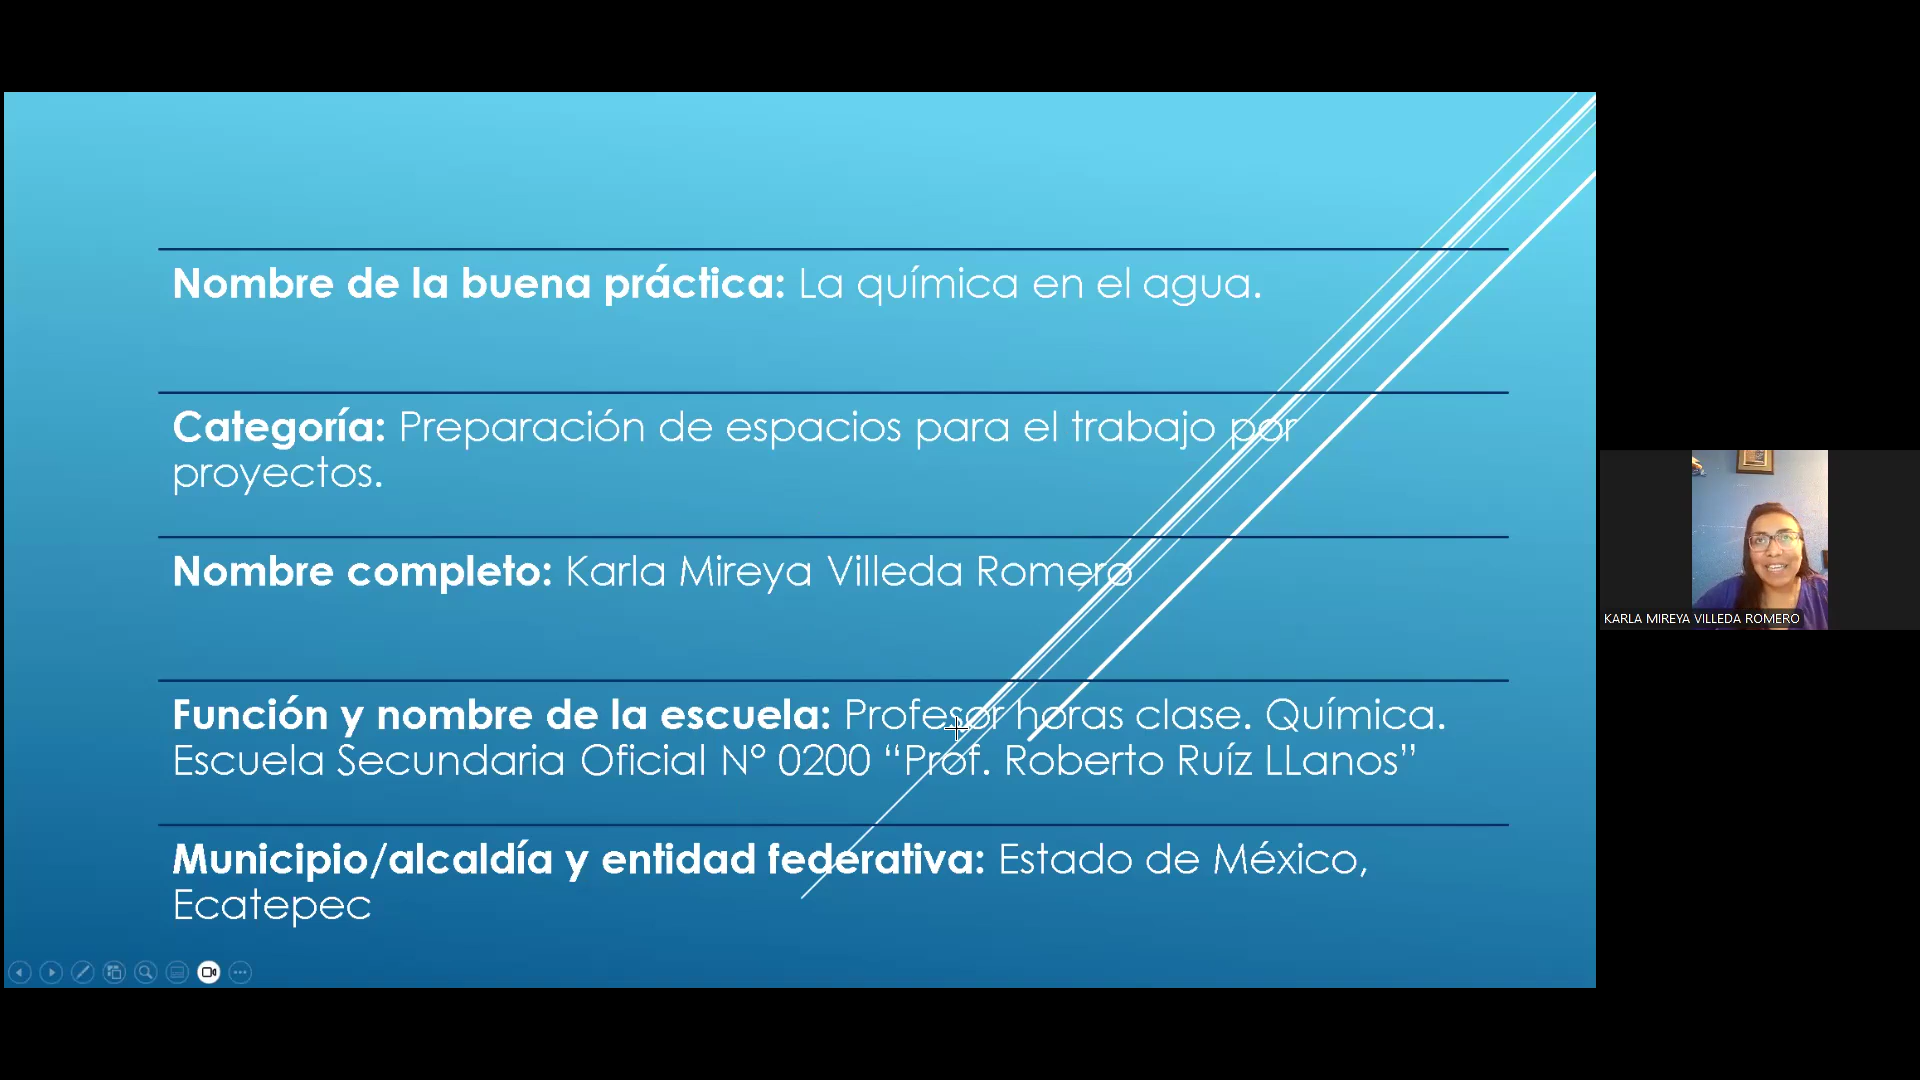 Nombre de la buena práctica: La química en el agua.
Categoría: Preparación de espacios para el trabajo por
proyectos.
Nombre completo: Karla Mireya Villeda Romero
KARLA MIREYA VILLEDA ROMERO
Función y nombre de la escuela: Profesor horas clase. Química.
Escuela Secundaria Oficial N° 0200 “Prof. Roberto Ruíz LLanos”
Municipio/alcaldía y entidad federativa: Estado de México,
Ecatepec